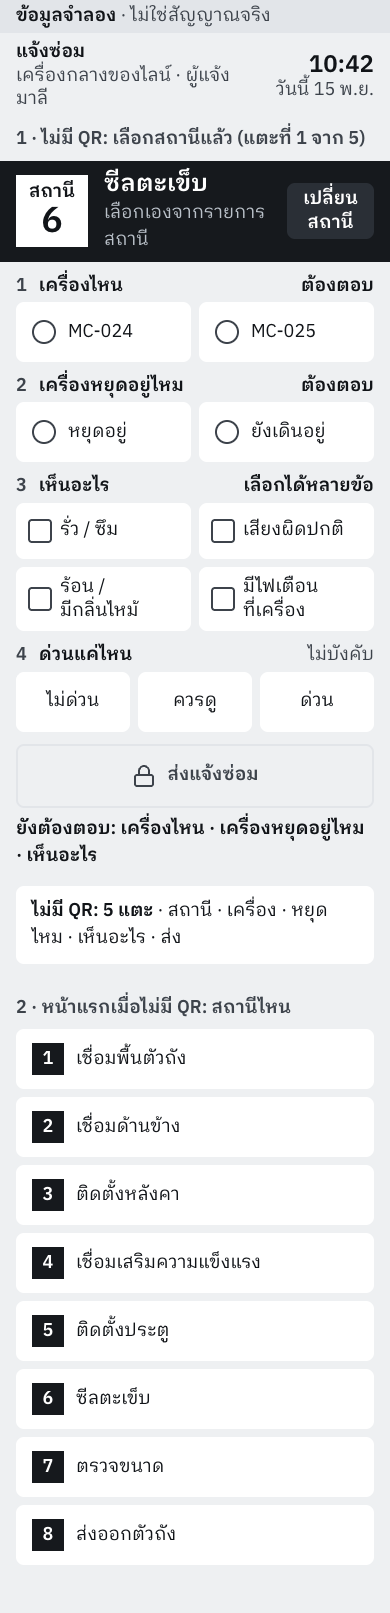 ข้อมูลจำลอง · ไม่ใช่สัญญาณจริง
แจ้งซ่อม
เครื่องกลางของไลน์ · ผู้แจ้ง
มาลี
10:42
วันนี้ 15 พ.ย.
1 · ไม่มี QR: เลือกสถานีแล้ว (แตะที่ 1 จาก 5)
สถานี
6
ซีลตะเข็บ
เลือกเองจากรายการ
สถานี
เปลี่ยน
สถานี
1 เครื่องไหน ต้องตอบ
MC-024 MC-025
2 เครื่องหยุดอยู่ไหม ต้องตอบ
หยุดอยู่ ยังเดินอยู่
3 เห็นอะไร เลือกได้หลายข้อ
รั่ว / ซึม เสียงผิดปกติ
ร้อน /
มีกลิ่นไหม้
มีไฟเตือน
ที่เครื่อง
4 ด่วนแค่ไหน ไม่บังคับ
ไม่ด่วน ควรดู ด่วน
ส่งแจ้งซ่อม
ยังต้องตอบ: เครื่องไหน · เครื่องหยุดอยู่ไหม
· เห็นอะไร
ไม่มี QR: 5 แตะ · สถานี · เครื่อง · หยุด
ไหม · เห็นอะไร · ส่ง
2 · หน้าแรกเมื่อไม่มี QR: สถานีไหน
1 เชื่อมพื้นตัวถัง
2 เชื่อมด้านข้าง
3 ติดตั้งหลังคา
4 เชื่อมเสริมความแข็งแรง
5 ติดตั้งประตู
6 ซีลตะเข็บ
7 ตรวจขนาด
8 ส่งออกตัวถัง